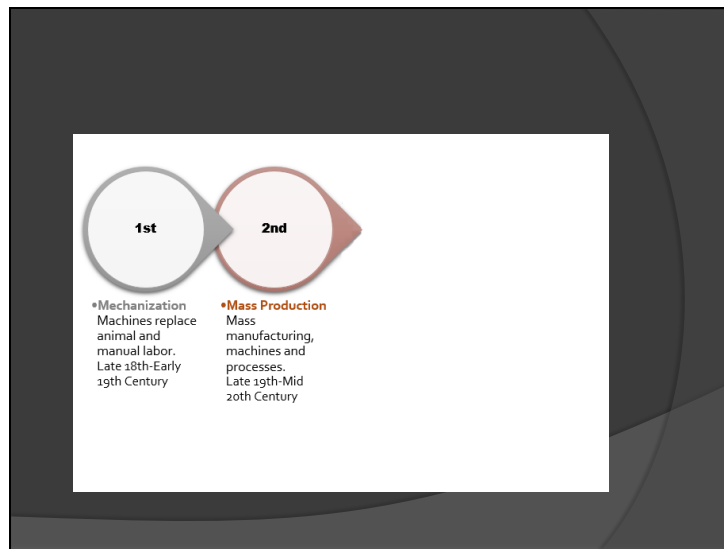 1st
2nd
•Mechanization
Machines replace
animal and
manual labor.
Late 18th-Early
19th Century
•Mass Production
Mass
manufacturing,
machines and
processes.
Late 19th-Mid
20th Century